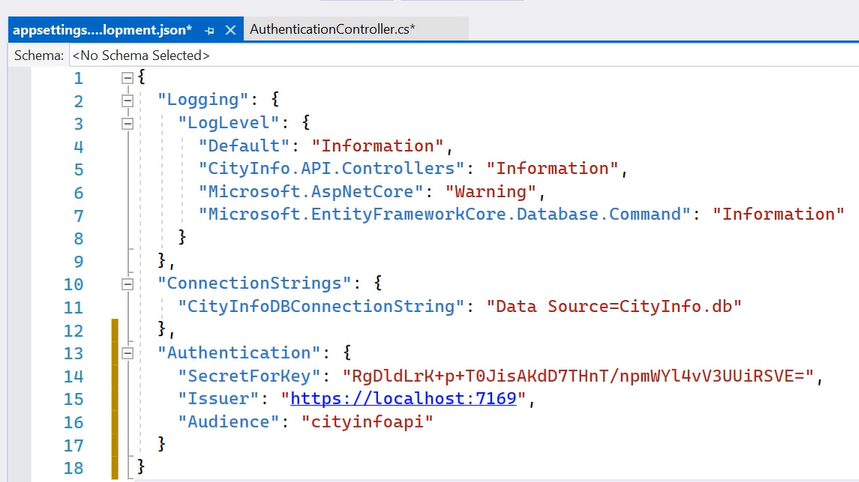 appsettings....lopment.json* AuthenticationController.cs*
Schema: <No Schema Selected>
1 {
2 "Logging": {
3 "LogLevel": {
4 "Default": "Information",
5 "CityInfo.API.Controllers": "Information",
6 "Microsoft.AspNetCore": "Warning",
7 "Microsoft.EntityFrameworkCore.Database.Command": "Information"
8 }
9 },
10 "ConnectionStrings": {
11 "CityInfoDBConnectionString": "Data Source=CityInfo.db"
12 },
13 "Authentication": {
14 "SecretForKey": "RgDldLrK+p+T0JisAKdD7THnT/npmWYl4vV3UUiRSVE=",
15 "Issuer": "https://localhost:7169",
16 "Audience": "cityinfoapi"
17 }
18 }